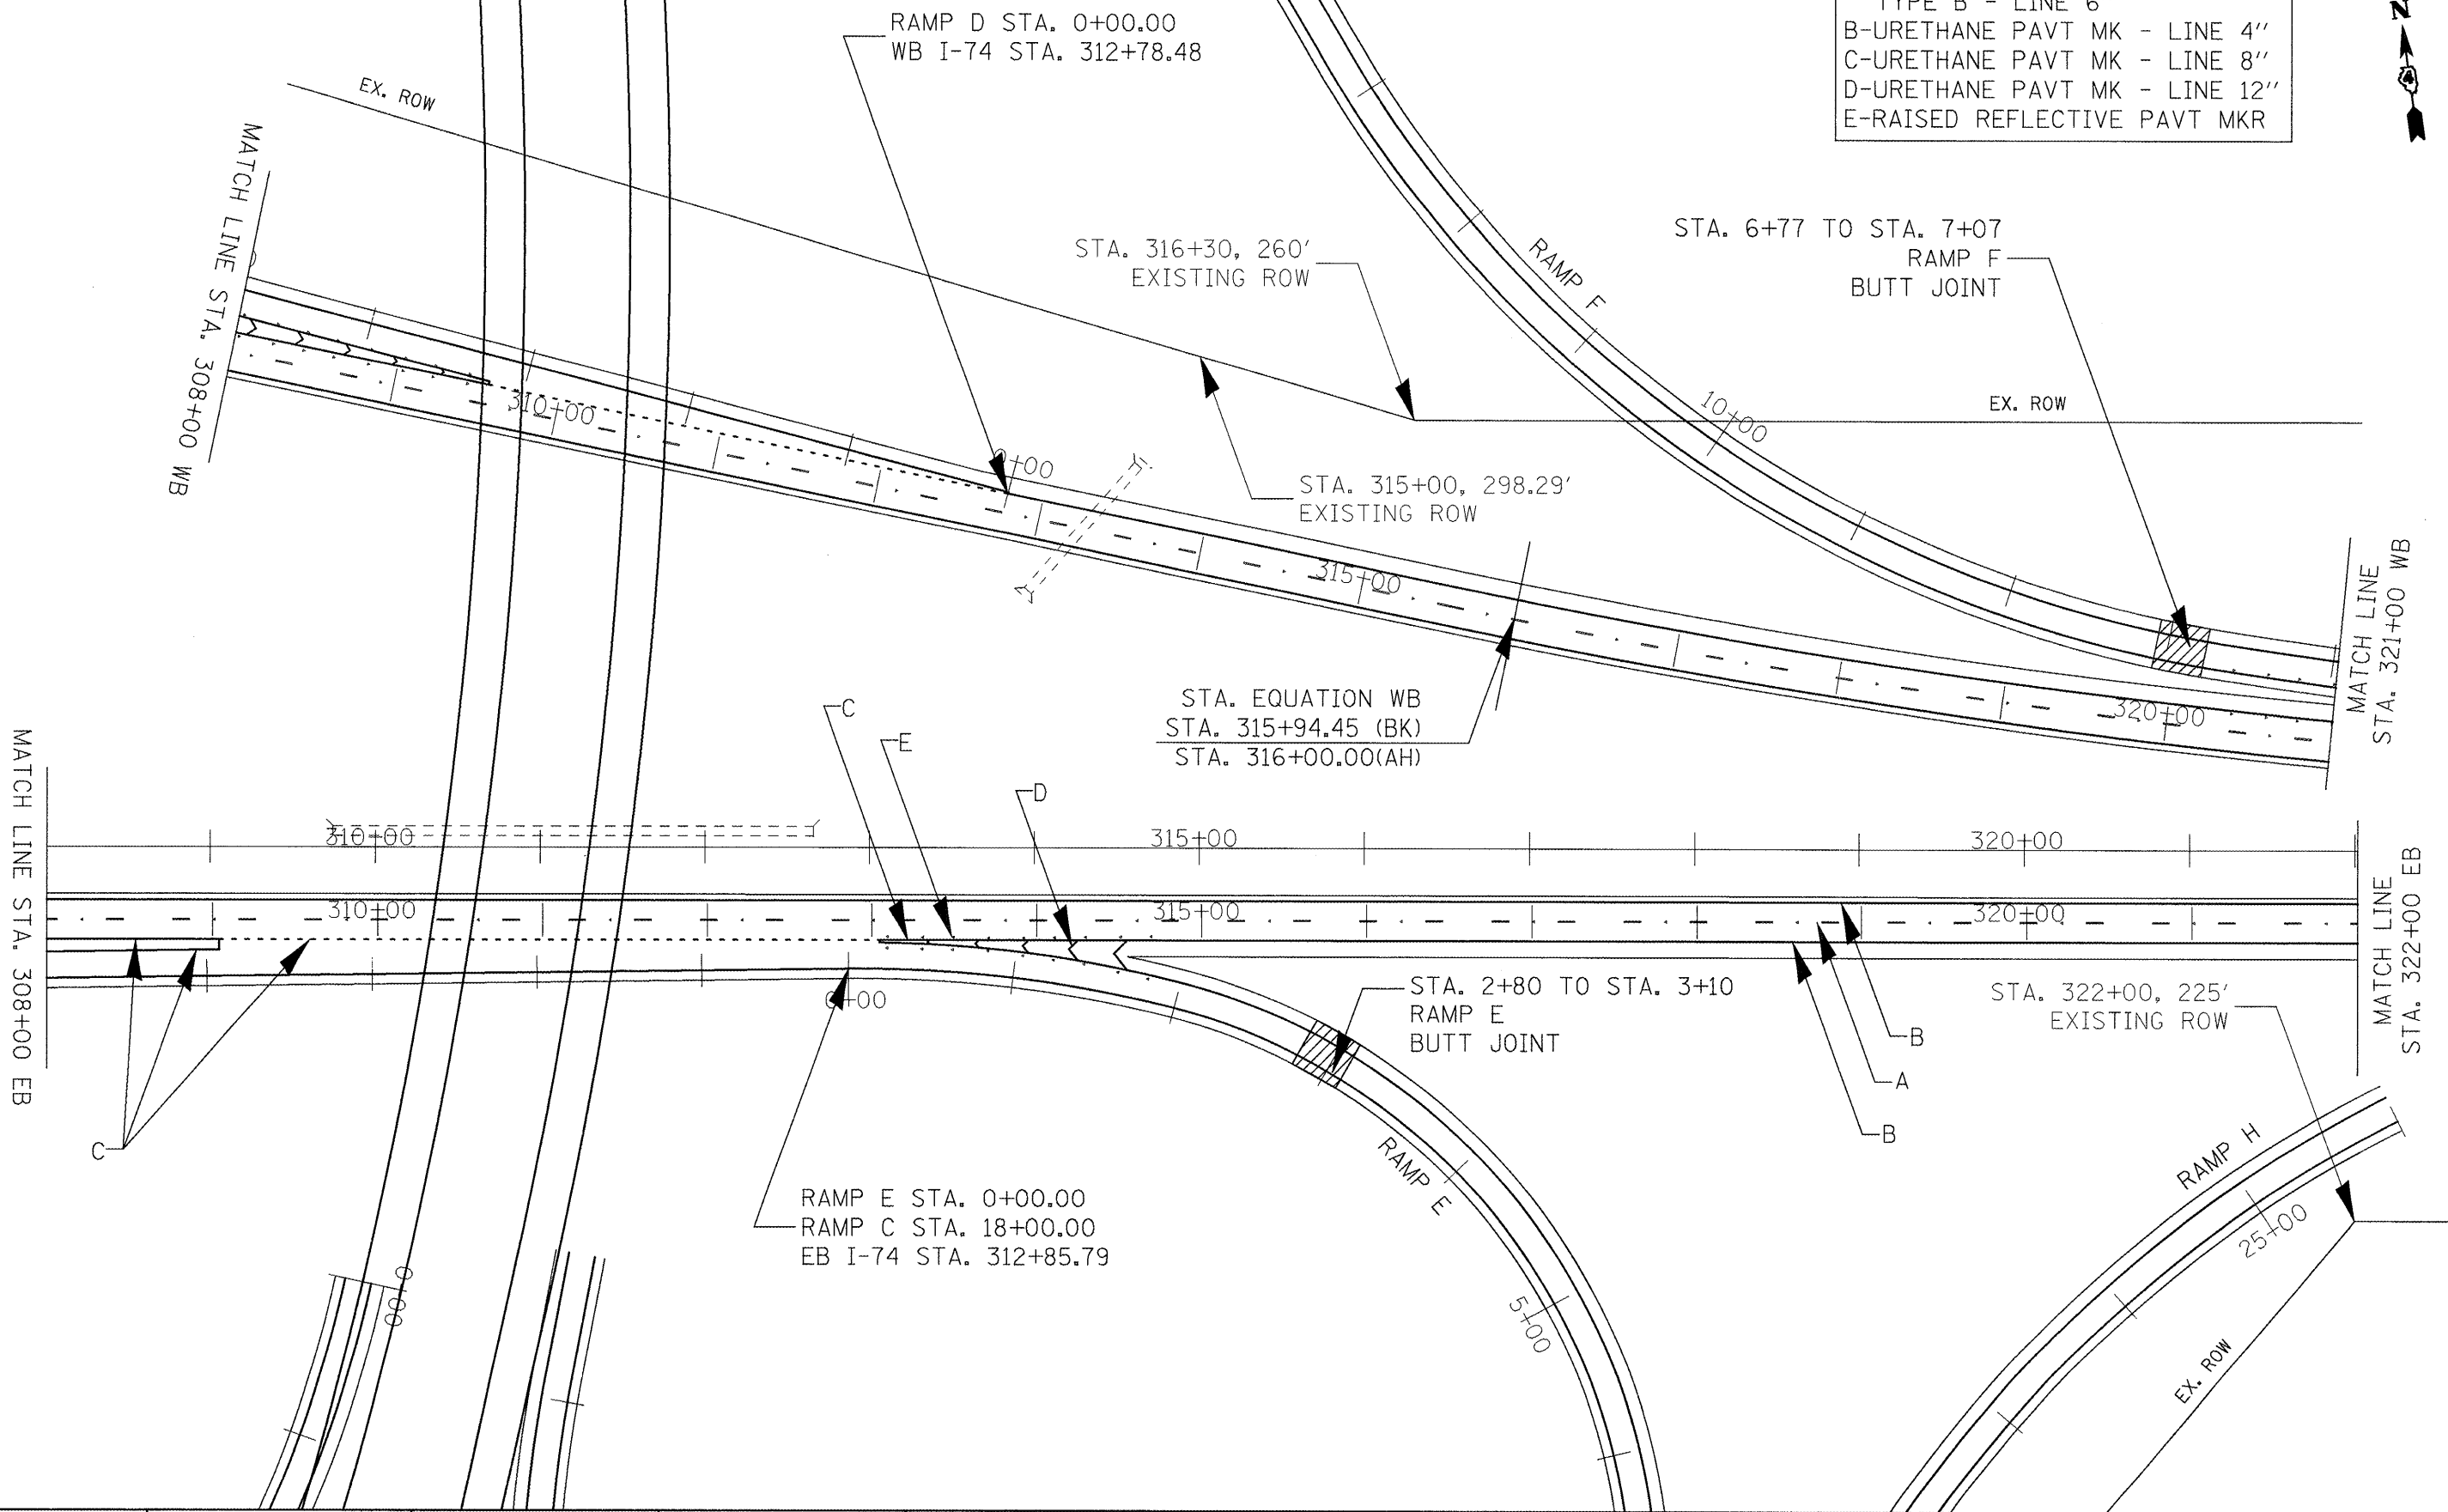 RAMP D STA. 0+00.00
WB I-74 STA. 312+78.48
TYPE B - LINE 6
B-URETHANE PAVT MK - LINE 4"
C-URETHANE PAVT MK - LINE 8"
D-URETHANE PAVT MK - LINE 12"
E-RAISED REFLECTIVE PAVT MKR
N
4
EX. ROW
MATCH LINE STA. 308+00 WB
STA. 316+30, 260'
EXISTING ROW
RAMP F
STA. 6+77 TO STA. 7+07
RAMP F
BUTT JOINT
310+00
10+00
EX. ROW
0+00
STA. 315+00, 298.29'
EXISTING ROW
315+00
MATCH LINE
STA. 321+00 WB
STA. EQUATION WB
STA. 315+94.45 (BK)
STA. 316+00.00(AH)
320+00
C
E
D
MATCH LINE STA. 308+00 EB
310+00
315+00
320+00
310+00
315+00
320+00
MATCH LINE
STA. 322+00 EB
0+00
STA. 2+80 TO STA. 3+10
RAMP E
BUTT JOINT
STA. 322+00, 225'
EXISTING ROW
B
A
B
C
RAMP E
RAMP H
RAMP E STA. 0+00.00
RAMP C STA. 18+00.00
EB I-74 STA. 312+85.79
25+00
5+00
0+00
EX. ROW